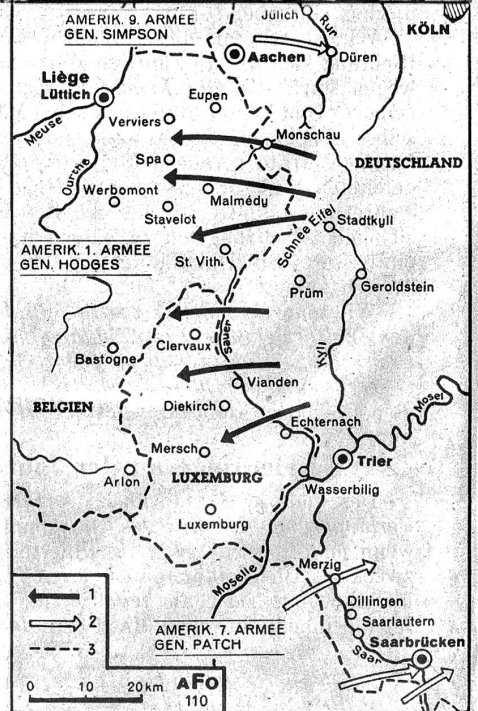 AMERIK. 9. ARMEE
GEN. SIMPSON
Jülich
Rur
KÖLN
Aachen
Düren
Liège
Lüttich
Eupen
Verviers
Meuse
Monschau
Spa
DEUTSCHLAND
Ourthe
Werbomont
Malmédy
Stavelot
Schnee Eifel
Stadtkyll
AMERIK. 1. ARMEE
GEN. HODGES
St. Vith.
Prüm
Geroldstein
Clervaux
Sauer
Bastogne
Kyll
Vianden
BELGIEN
Diekirch
Mosel
Echternach
Mersch
Trier
Arlon
LUXEMBURG
Wasserbilig
Luxemburg
Moselle
Merzig
1
2
3
Dillingen
Saarlautern
AMERIK. 7. ARMEE
GEN. PATCH
Saarbrücken
Saar
0 10 20 km
AFO
110